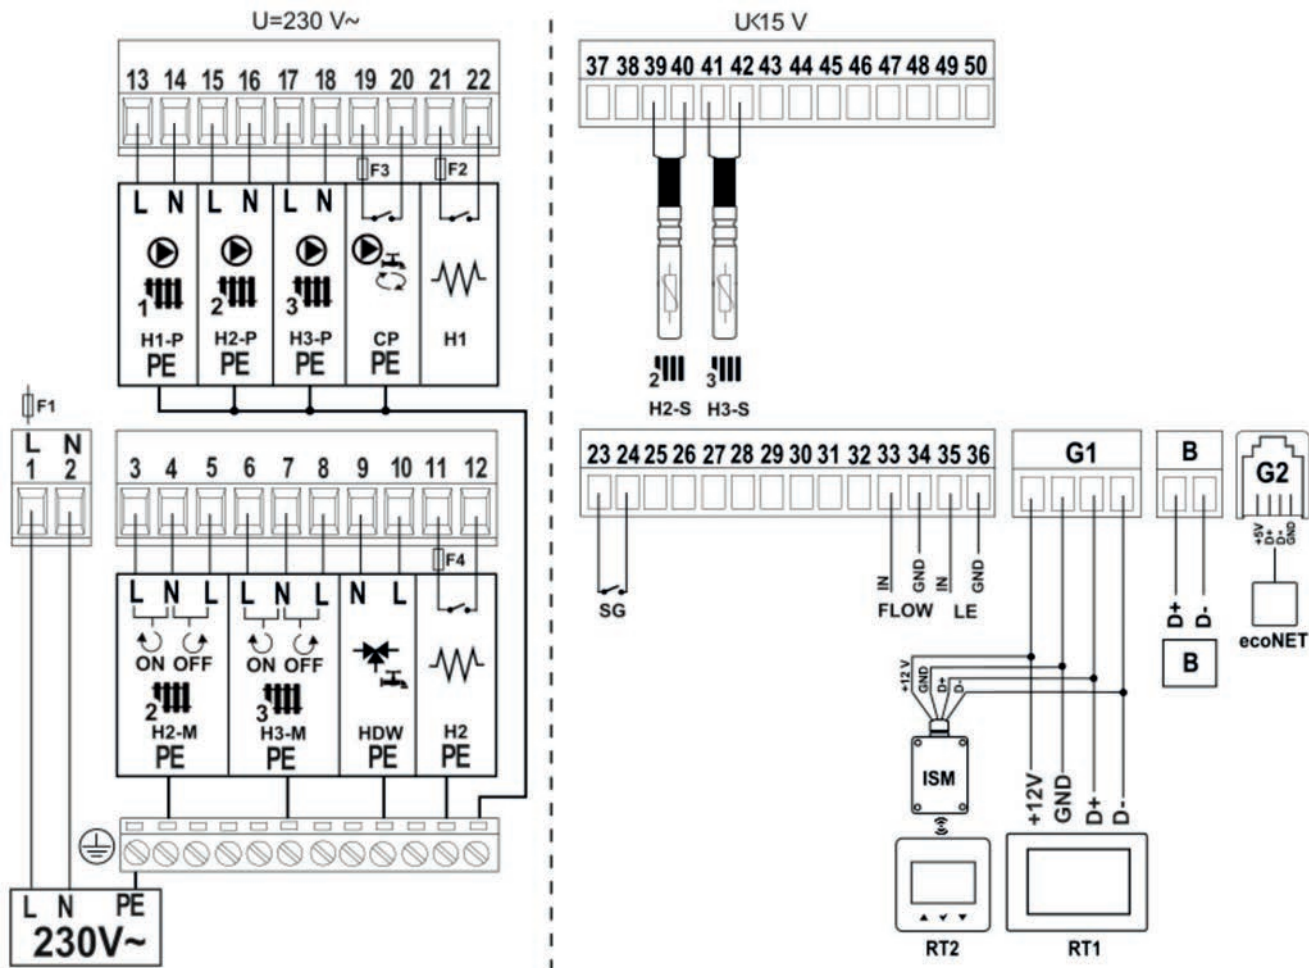 U=230 V~
13 14 15 16 17 18 19 20 21 22
F3 F2
L N L N L N
1 2 3
H1-P H2-P H3-P CP H1
PE PE PE PE
F1
L N
1 2
3 4 5 6 7 8 9 10 11 12
F4
L N L L N L N L
ON OFF ON OFF
2 3
H2-M H3-M HDW H2
PE PE PE PE
L N PE
230V~
U<15 V
37 38 39 40 41 42 43 44 45 46 47 48 49 50
2 3
H2-S H3-S
23 24 25 26 27 28 29 30 31 32 33 34 35 36
G1
B
G2
+5V D+ D- GND
ecoNET
SG
IN GND IN GND
FLOW LE
D+ D-
B
+12 V GND D+ D-
ISM
+12V GND D+ D-
RT2 RT1